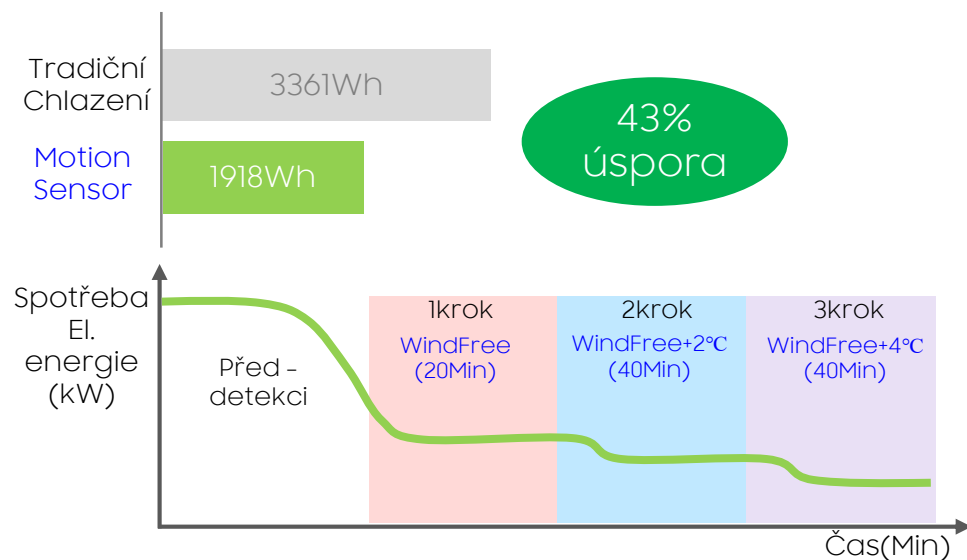 Tradiční
Chlazení
3361Wh
Motion
Sensor
1918Wh
43%
úspora
Spotřeba
El.
energie
(kW)
Před -
detekci
1krok
WindFree
(20Min)
2krok
WindFree+2℃
(40Min)
3krok
WindFree+4℃
(40Min)
Čas(Min)